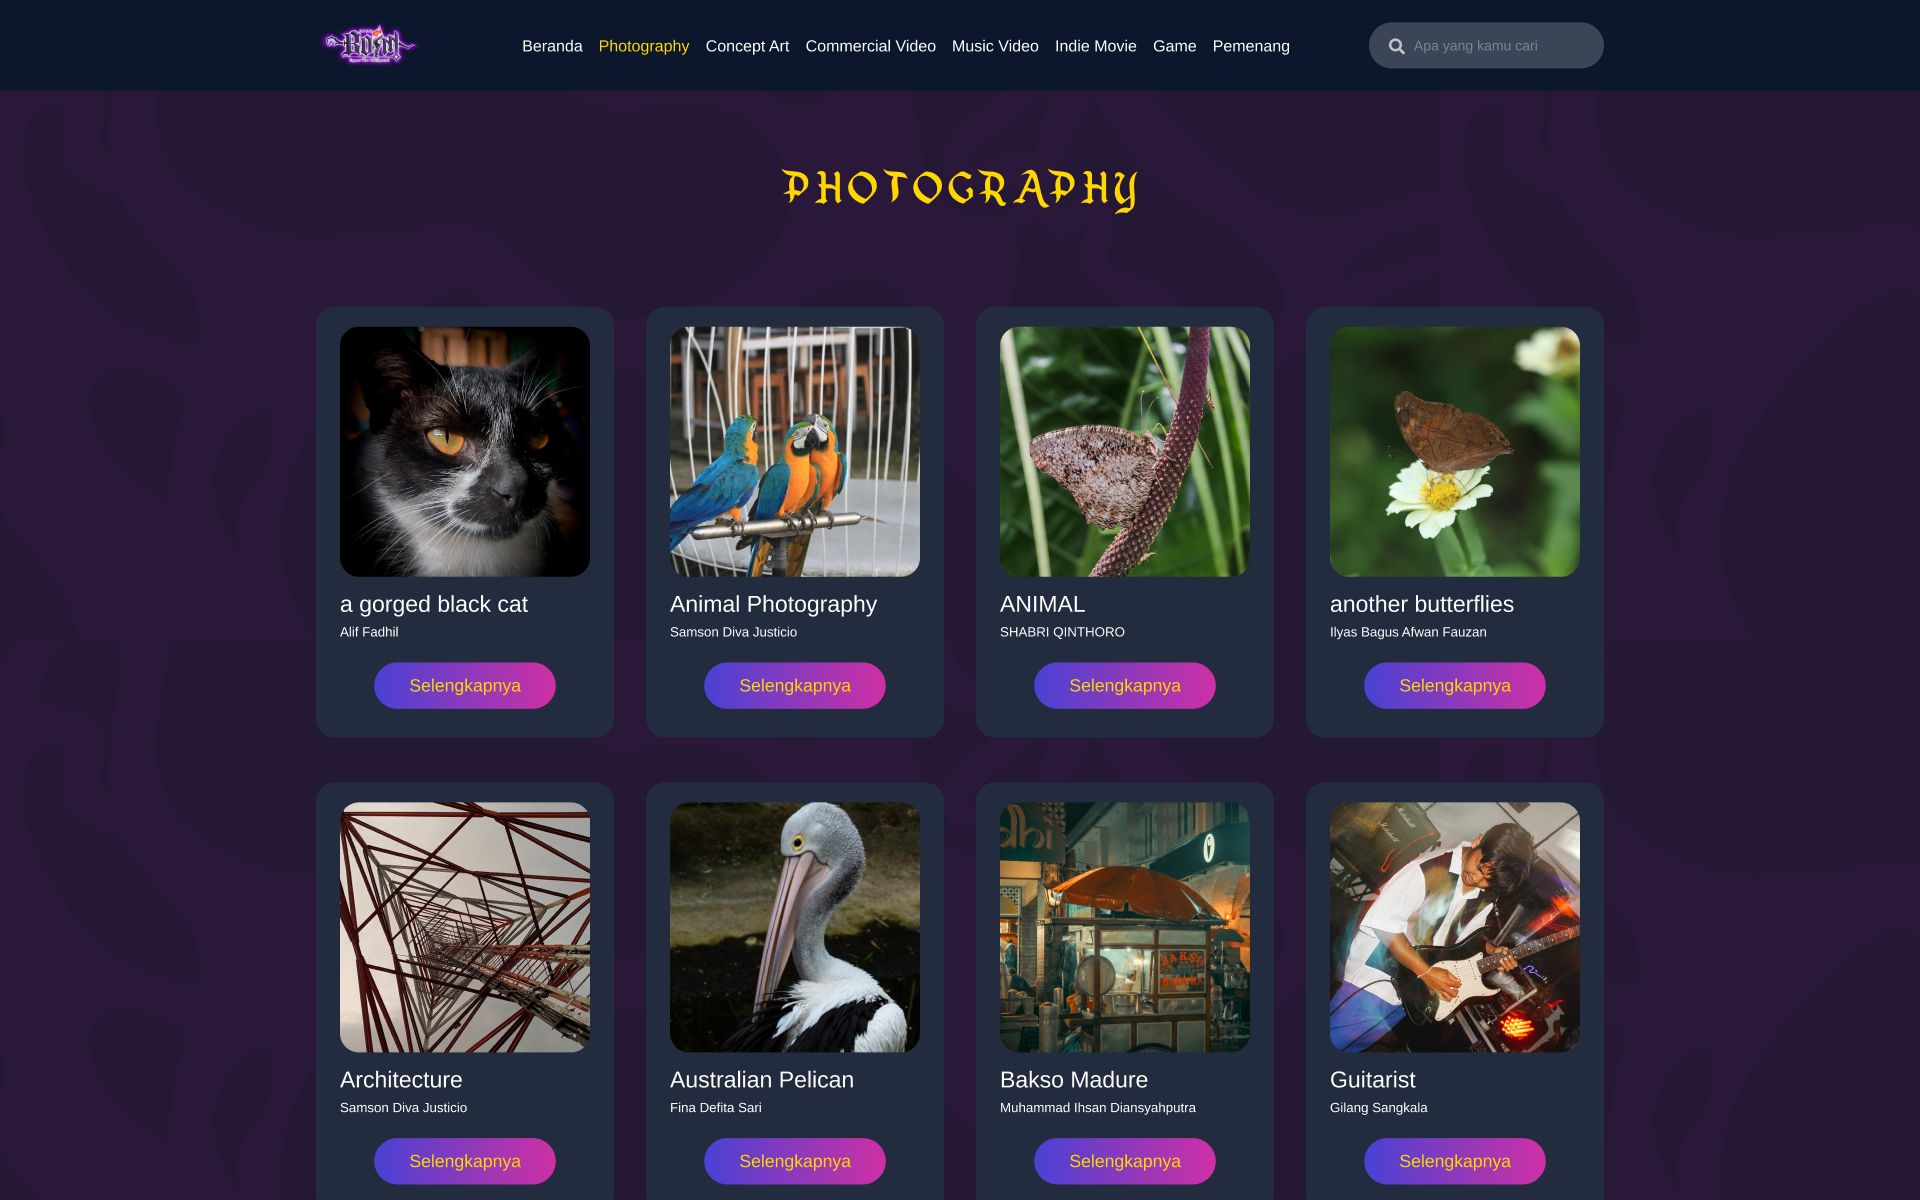 Beranda Photography Concept Art Commercial Video Music Video Indie Movie Game Pemenang
Apa yang kamu cari
PHOTOGRAPHY
a gorged black cat
Alif Fadhil
Selengkapnya
Animal Photography
Samson Diva Justicio
Selengkapnya
ANIMAL
SHABRI QINTHORO
Selengkapnya
another butterflies
Ilyas Bagus Afwan Fauzan
Selengkapnya
Architecture
Samson Diva Justicio
Selengkapnya
Australian Pelican
Fina Defita Sari
Selengkapnya
BAKSO
Bakso Madure
Muhammad Ihsan Diansyahputra
Selengkapnya
Marshall
Guitarist
Gilang Sangkala
Selengkapnya